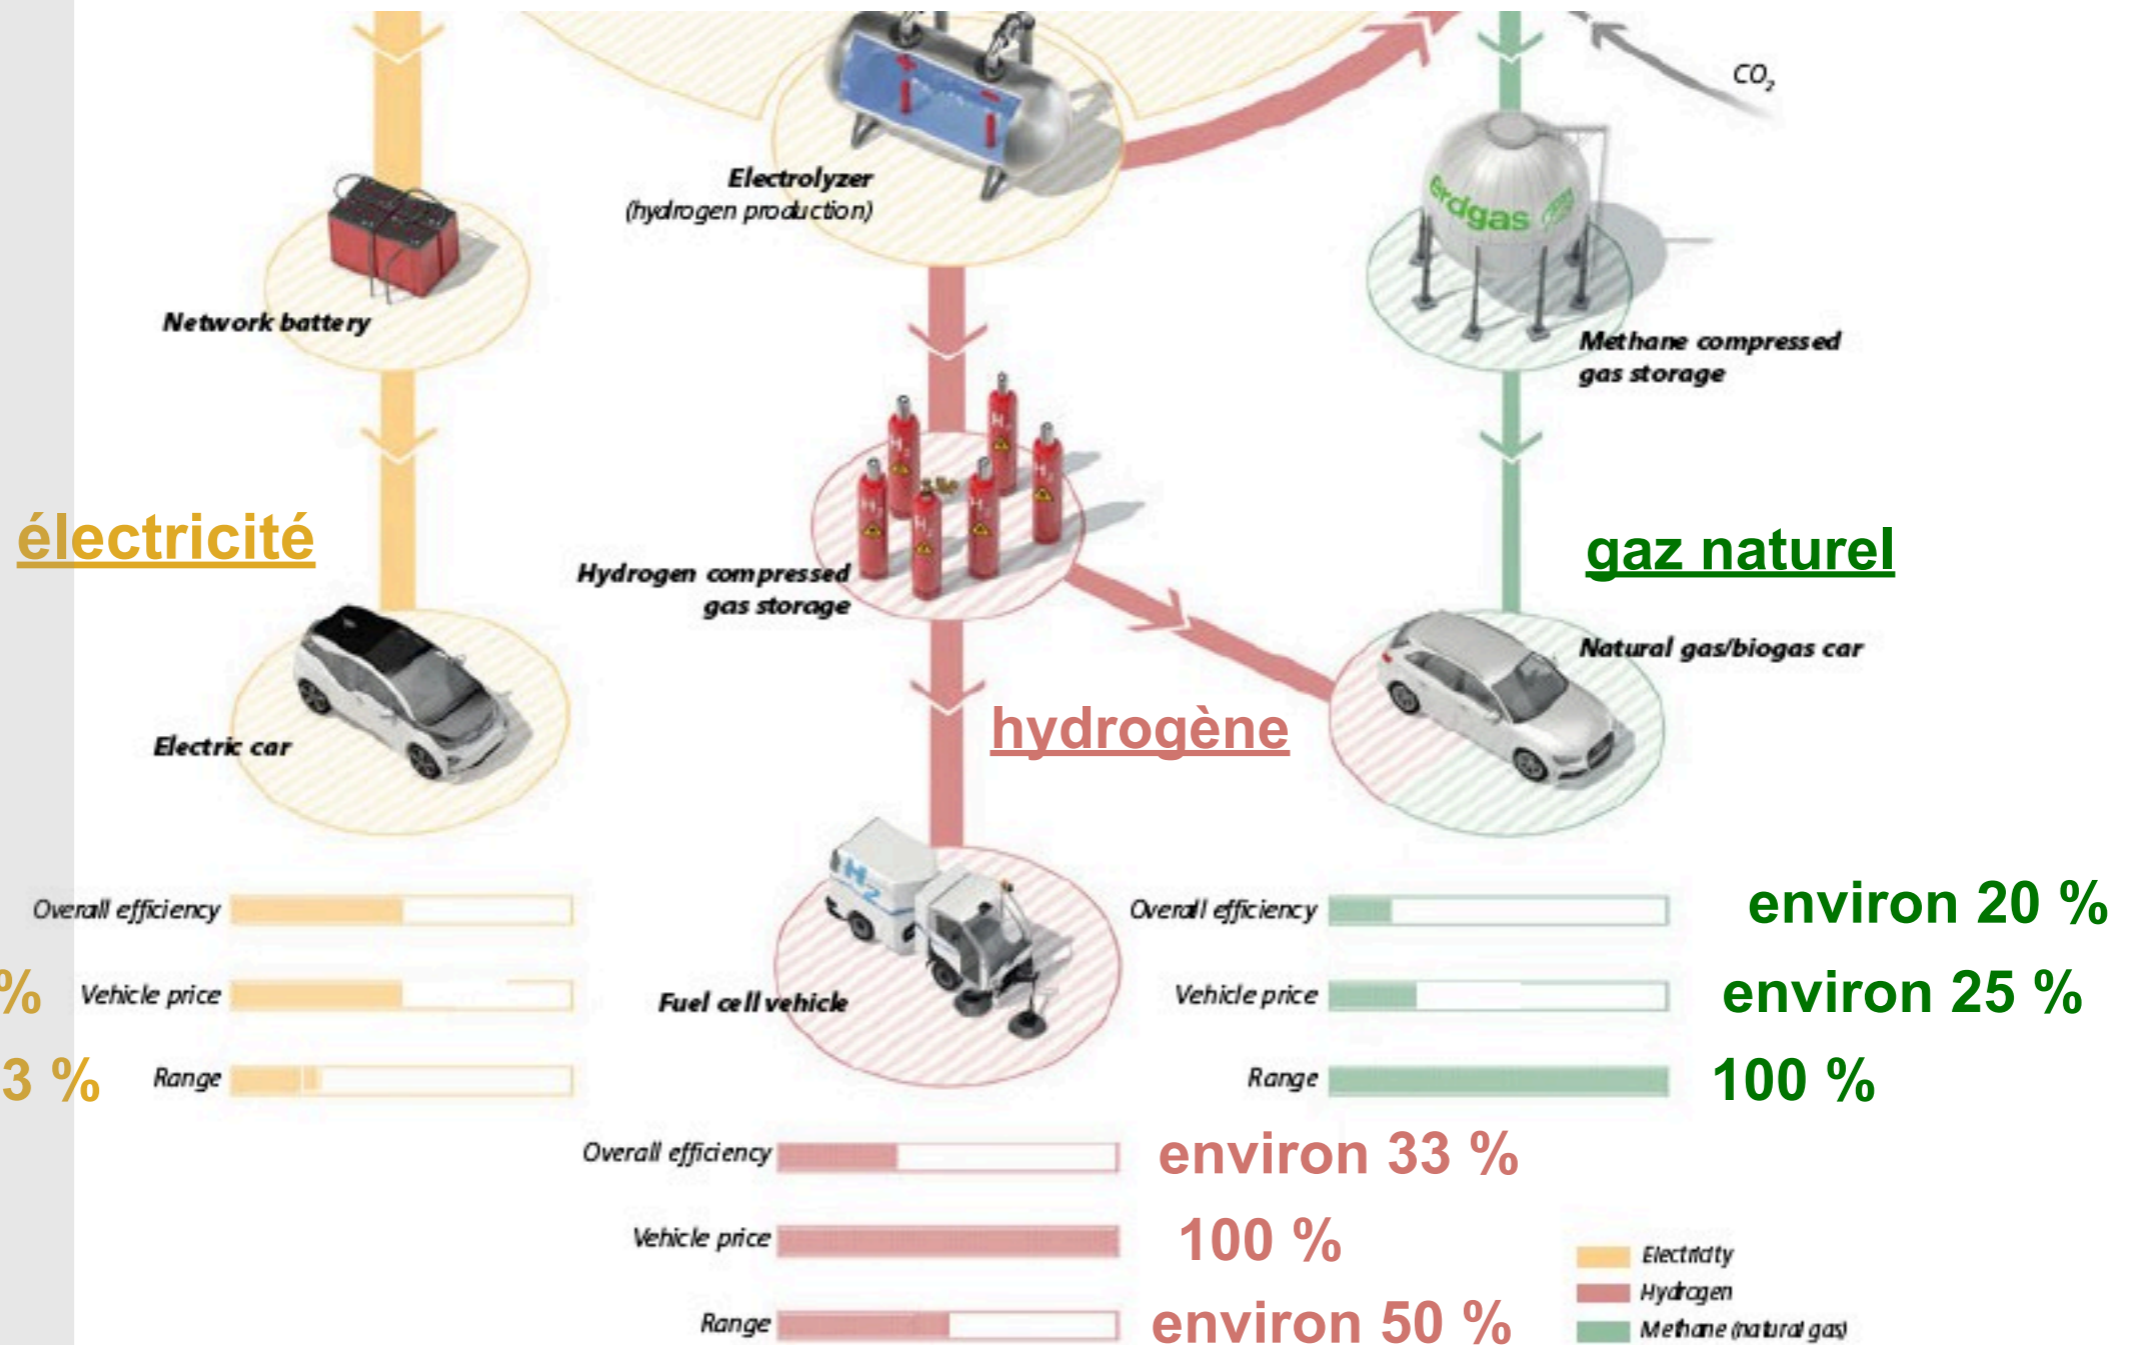 CO₂
Electrolyzer
(hydrogen production)
erdgas
Network battery
Methane compressed
gas storage
électricité
gaz naturel
Hydrogen compressed
gas storage
Natural gas/biogas car
hydrogène
Electric car
H2
Fuel cell vehicle
Overall efficiency
% Vehicle price
3 % Range
Overall efficiency environ 20 %
Vehicle price environ 25 %
Range 100 %
Overall efficiency environ 33 %
Vehicle price 100 %
Range environ 50 %
Electricity
Hydrogen
Methane (natural gas)